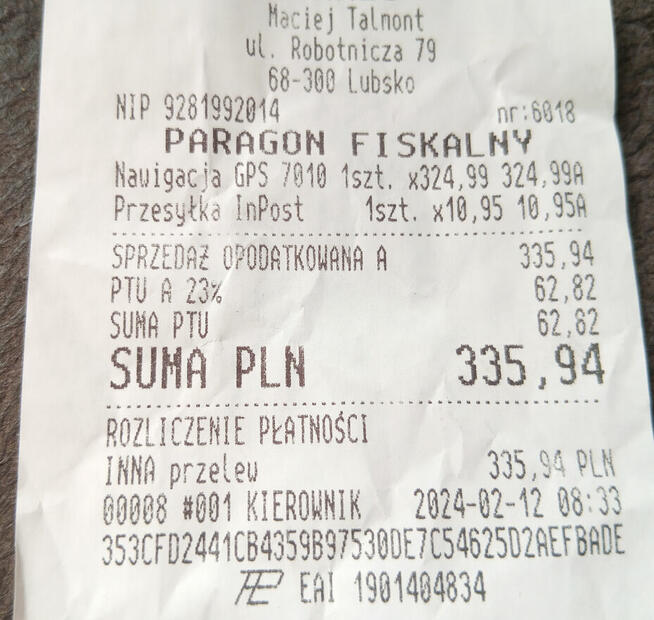 Maciej Talmont
ul. Robotnicza 79
68-300 Lubsko
NIP 9281992014 nr:6018
PARAGON FISKALNY
Nawigacja GPS 7010 1szt. x324,99 324,99A
Przesyłka InPost 1szt. x10,95 10,95A
SPRZEDAŻ OPODATKOWANA A 335,94
PTU A 23% 62,82
SUMA PTU 62,82
SUMA PLN 335,94
ROZLICZENIE PŁATNOŚCI
INNA przelew 335,94 PLN
00008 #001 KIEROWNIK 2024-02-12 08:33
353CFD2441CB4359B97530DE7C54625D2AEFBADE
EAI 1901404834